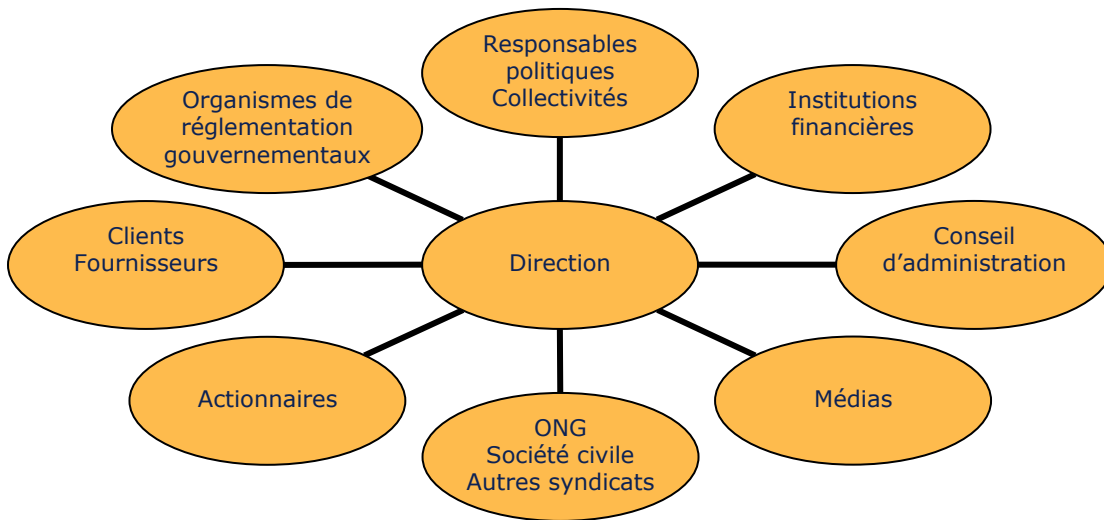 Responsables
politiques
Collectivités
Organismes de
réglementation
gouvernementaux
Institutions
financières
Clients
Fournisseurs
Direction
Conseil
d’administration
Actionnaires
ONG
Société civile
Autres syndicats
Médias